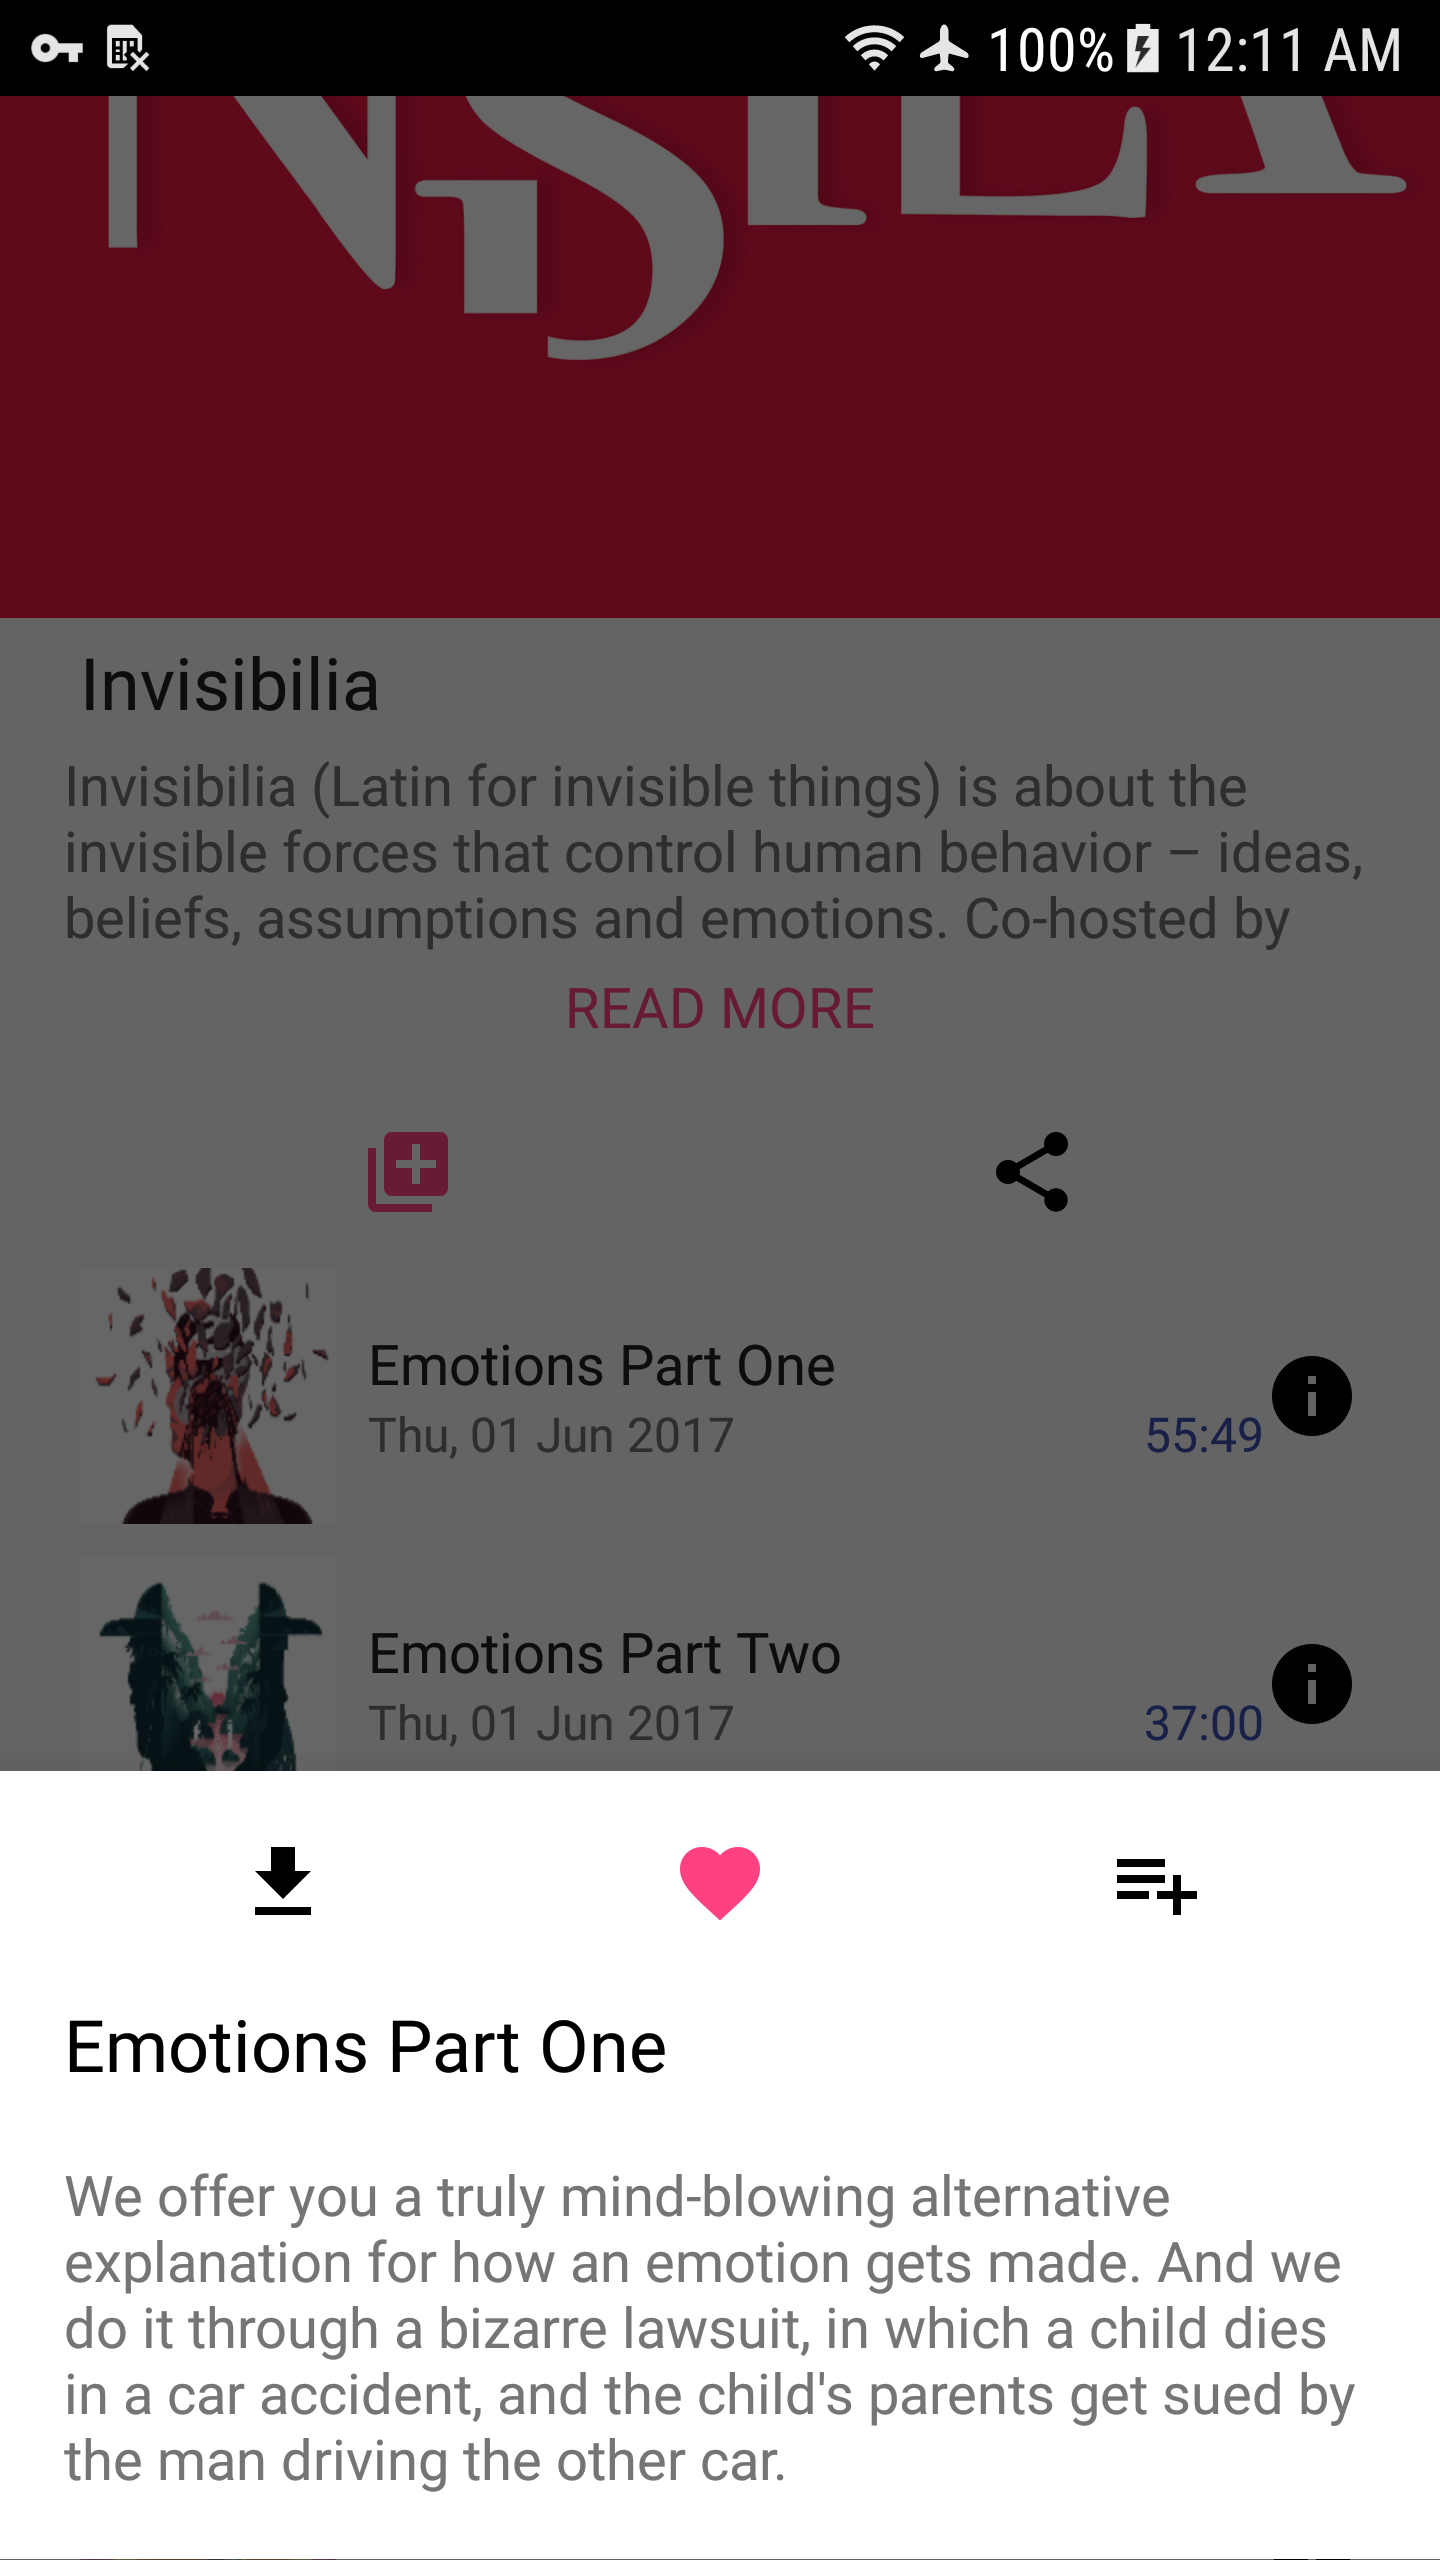 100% 12:11 AM
Invisibilia
Invisibilia (Latin for invisible things) is about the
invisible forces that control human behavior – ideas,
beliefs, assumptions and emotions. Co-hosted by
READ MORE
Emotions Part One
Thu, 01 Jun 2017 55:49
Emotions Part Two
Thu, 01 Jun 2017 37:00
Emotions Part One
We offer you a truly mind-blowing alternative
explanation for how an emotion gets made. And we
do it through a bizarre lawsuit, in which a child dies
in a car accident, and the child's parents get sued by
the man driving the other car.